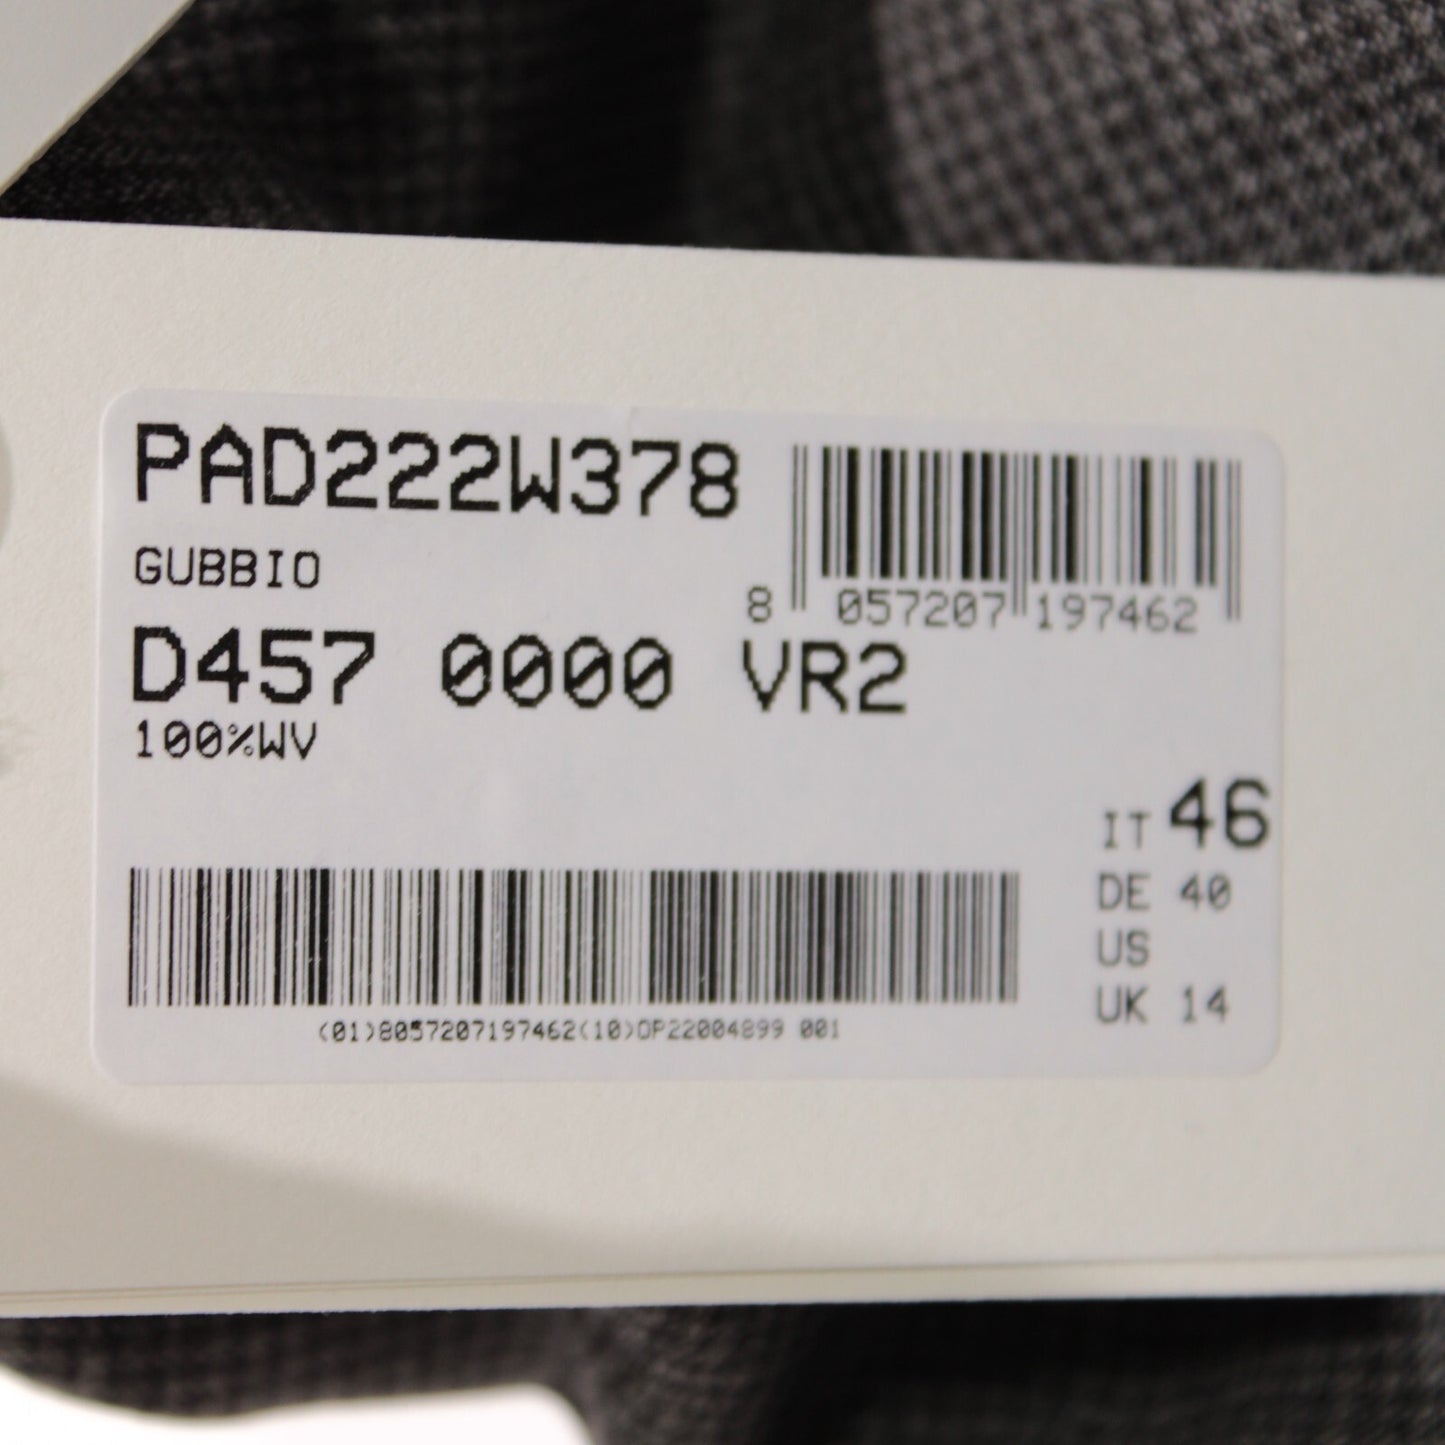 PAD222W378
GUBBIO
8 057207 197462
D457 0000 VR2
100%WV
IT 46
DE 40
US
UK 14
(01)8057207197462(10)OP22004899 001